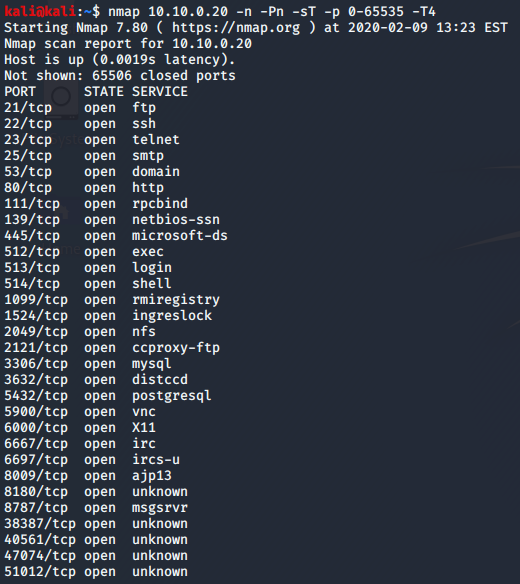 kali@kali:~$ nmap 10.10.0.20 -n -Pn -sT -p 0-65535 -T4
Starting Nmap 7.80 ( https://nmap.org ) at 2020-02-09 13:23 EST
Nmap scan report for 10.10.0.20
Host is up (0.0019s latency).
Not shown: 65506 closed ports
PORT      STATE SERVICE
21/tcp    open  ftp
22/tcp    open  ssh
23/tcp    open  telnet
25/tcp    open  smtp
53/tcp    open  domain
80/tcp    open  http
111/tcp   open  rpcbind
139/tcp   open  netbios-ssn
445/tcp   open  microsoft-ds
512/tcp   open  exec
513/tcp   open  login
514/tcp   open  shell
1099/tcp  open  rmiregistry
1524/tcp  open  ingreslock
2049/tcp  open  nfs
2121/tcp  open  ccproxy-ftp
3306/tcp  open  mysql
3632/tcp  open  distccd
5432/tcp  open  postgresql
5900/tcp  open  vnc
6000/tcp  open  X11
6667/tcp  open  irc
6697/tcp  open  ircs-u
8009/tcp  open  ajp13
8180/tcp  open  unknown
8787/tcp  open  msgsrvr
38387/tcp open  unknown
40561/tcp open  unknown
47074/tcp open  unknown
51012/tcp open  unknown